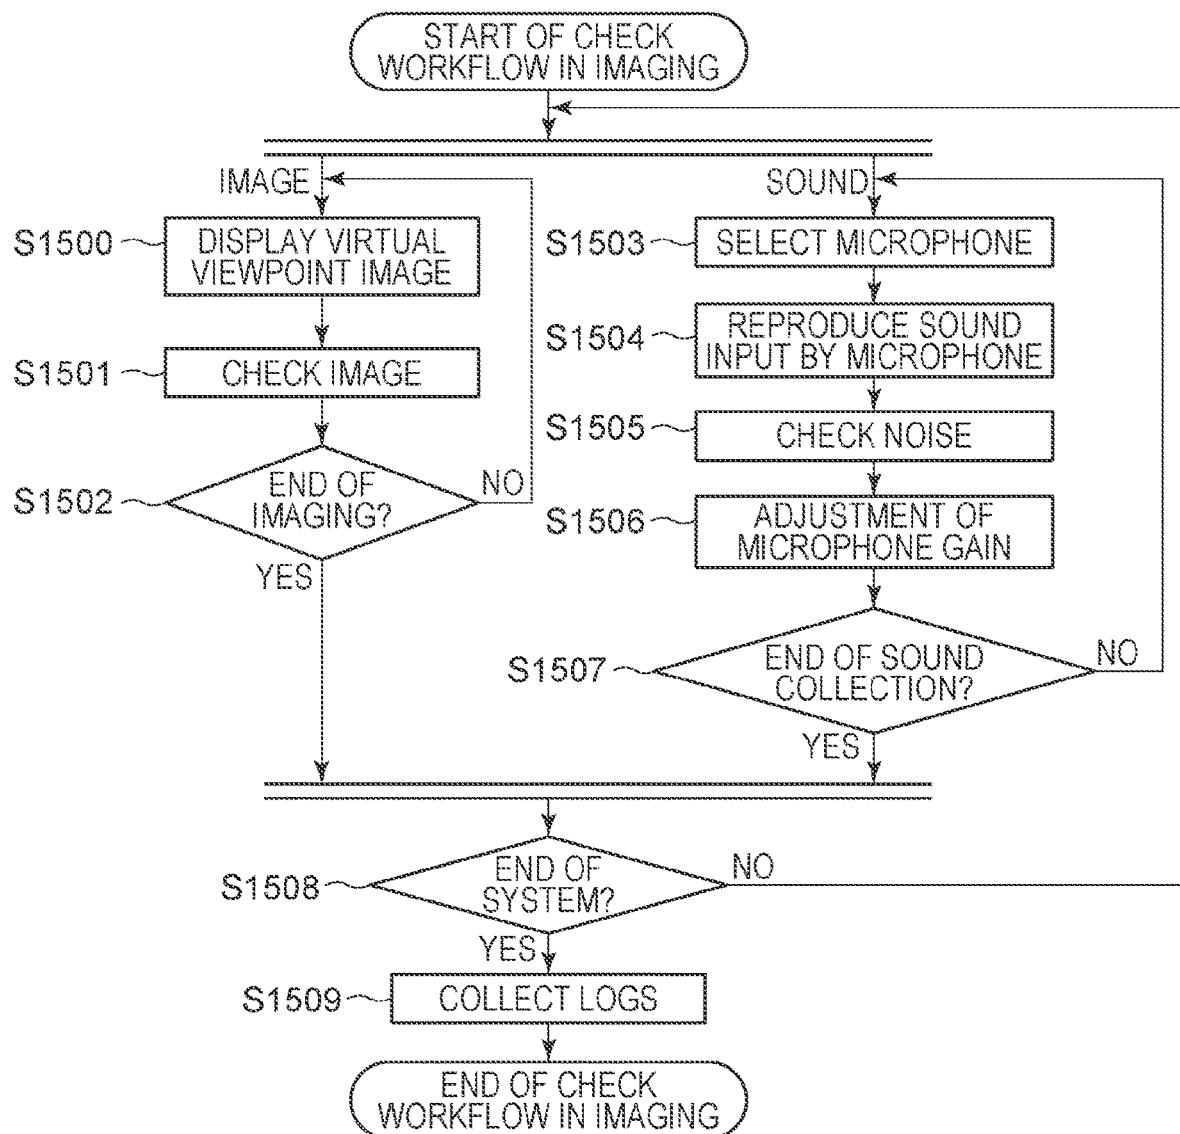 START OF CHECK
WORKFLOW IN IMAGING
IMAGE
S1500
DISPLAY VIRTUAL
VIEWPOINT IMAGE
S1501
CHECK IMAGE
S1502
END OF
IMAGING?
NO
YES
SOUND
S1503
SELECT MICROPHONE
S1504
REPRODUCE SOUND
INPUT BY MICROPHONE
S1505
CHECK NOISE
S1506
ADJUSTMENT OF
MICROPHONE GAIN
S1507
END OF SOUND
COLLECTION?
NO
YES
S1508
END OF
SYSTEM?
NO
YES
S1509
COLLECT LOGS
END OF CHECK
WORKFLOW IN IMAGING